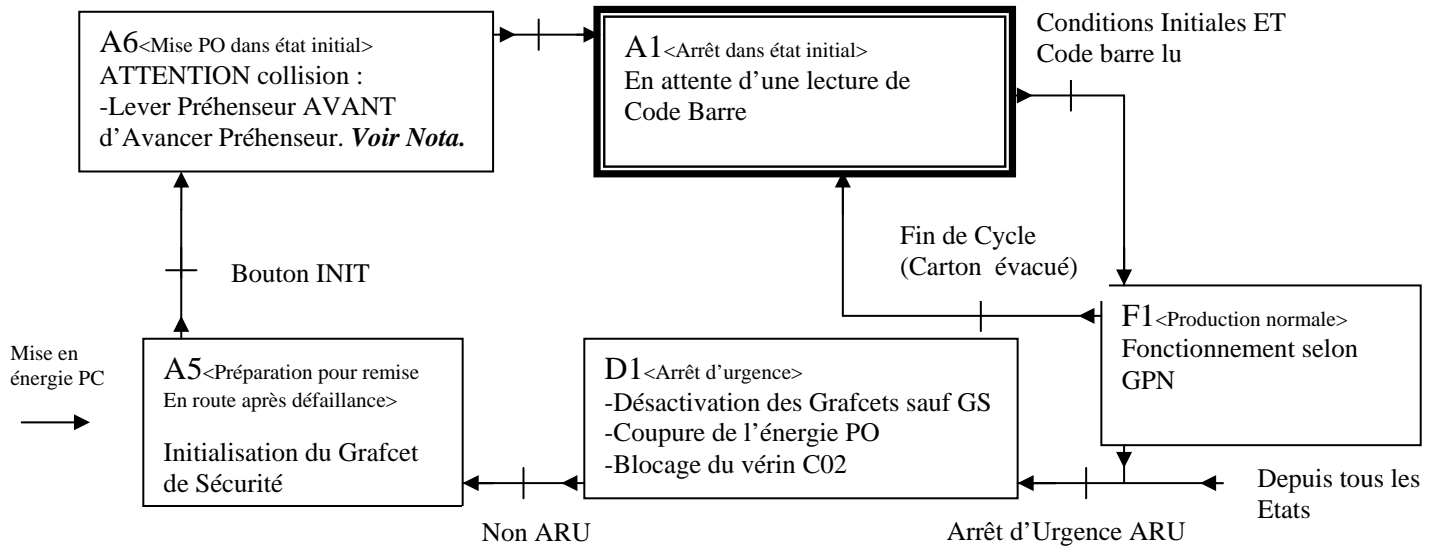 A6<Mise PO dans état initial>
ATTENTION collision :
-Lever Préhenseur AVANT
d’Avancer Préhenseur. Voir Nota.
A1<Arrêt dans état initial>
En attente d’une lecture de
Code Barre
Conditions Initiales ET
Code barre lu
Bouton INIT
Fin de Cycle
(Carton évacué)
Mise en
énergie PC
A5<Préparation pour remise
En route après défaillance>
Initialisation du Grafcet
de Sécurité
D1<Arrêt d’urgence>
-Désactivation des Grafcets sauf GS
-Coupure de l’énergie PO
-Blocage du vérin C02
F1<Production normale>
Fonctionnement selon
GPN
Non ARU
Arrêt d’Urgence ARU
Depuis tous les
Etats